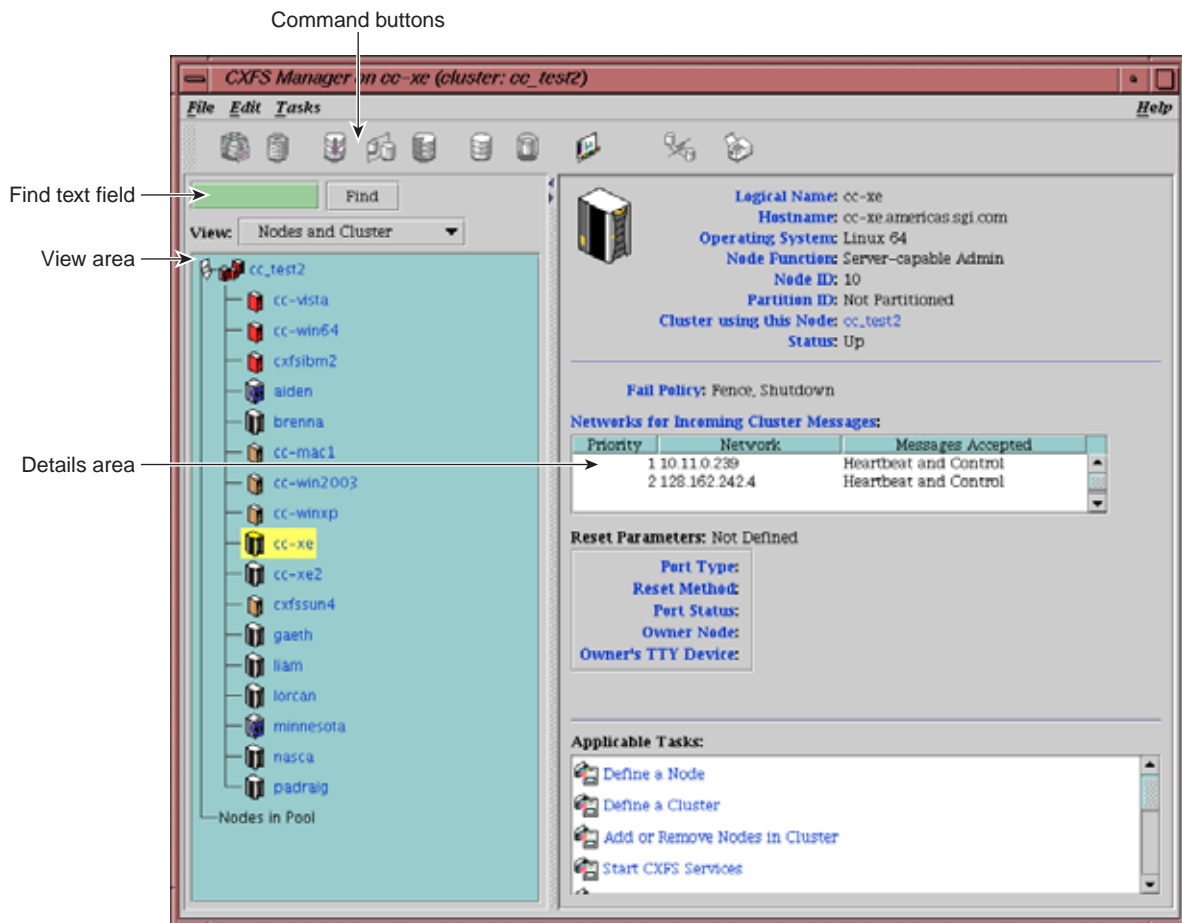 Command buttons
CXFS Manager on cc-xe (cluster: cc_test2)
File Edit Tasks Help
Find text field
Find
View: Nodes and Cluster
View area
cc_test2
cc-vista
cc-win64
cxfsibm2
aiden
brenna
cc-mac1
cc-win2003
cc-winxp
cc-xe
cc-xe2
cxfssun4
gaeth
liam
lorcan
minnesota
nasca
padraig
Nodes in Pool
Details area
Logical Name: cc-xe
Hostname: cc-xe.americas.sgi.com
Operating System: Linux 64
Node Function: Server-capable Admin
Node ID: 10
Partition ID: Not Partitioned
Cluster using this Node: cc_test2
Status: Up
Fail Policy: Fence, Shutdown
Networks for Incoming Cluster Messages:
Priority Network Messages Accepted
1 10.11.0.239 Heartbeat and Control
2 128.162.242.4 Heartbeat and Control
Reset Parameters: Not Defined
Port Type:
Reset Method:
Port Status:
Owner Node:
Owner's TTY Device:
Applicable Tasks:
Define a Node
Define a Cluster
Add or Remove Nodes in Cluster
Start CXFS Services